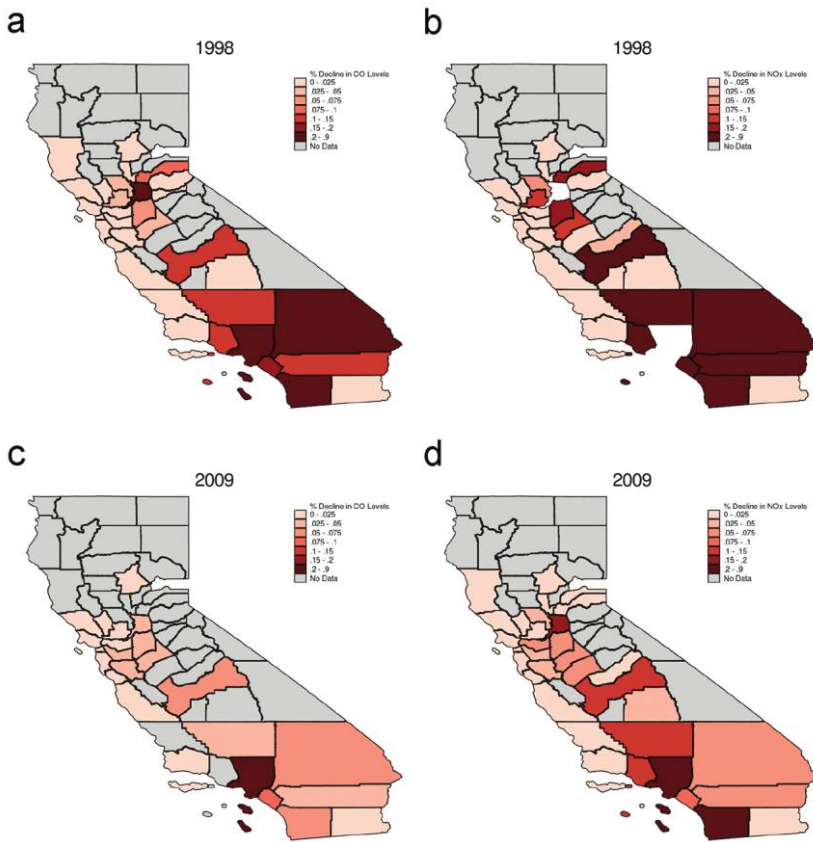 a
1998
% Decline in CO Levels
0 - .025
.025 - .05
.05 - .075
.075 - .1
.1 - .15
.15 - .2
.2 - .9
No Data
b
1998
% Decline in NOx Levels
0 - .025
.025 - .05
.05 - .075
.075 - .1
.1 - .15
.15 - .2
.2 - .9
No Data
c
2009
% Decline in CO Levels
0 - .025
.025 - .05
.05 - .075
.075 - .1
.1 - .15
.15 - .2
.2 - .9
No Data
d
2009
% Decline in NOx Levels
0 - .025
.025 - .05
.05 - .075
.075 - .1
.1 - .15
.15 - .2
.2 - .9
No Data